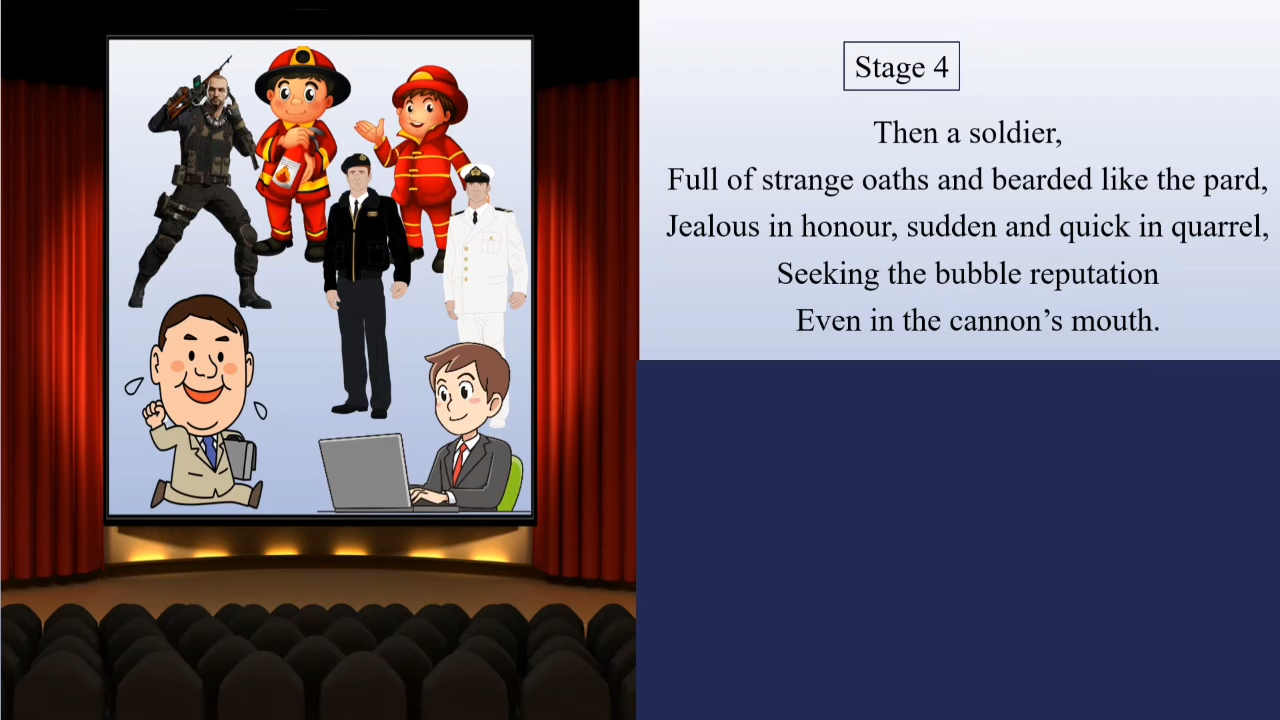 Stage 4
Then a soldier,
Full of strange oaths and bearded like the pard,
Jealous in honour, sudden and quick in quarrel,
Seeking the bubble reputation
Even in the cannon’s mouth.